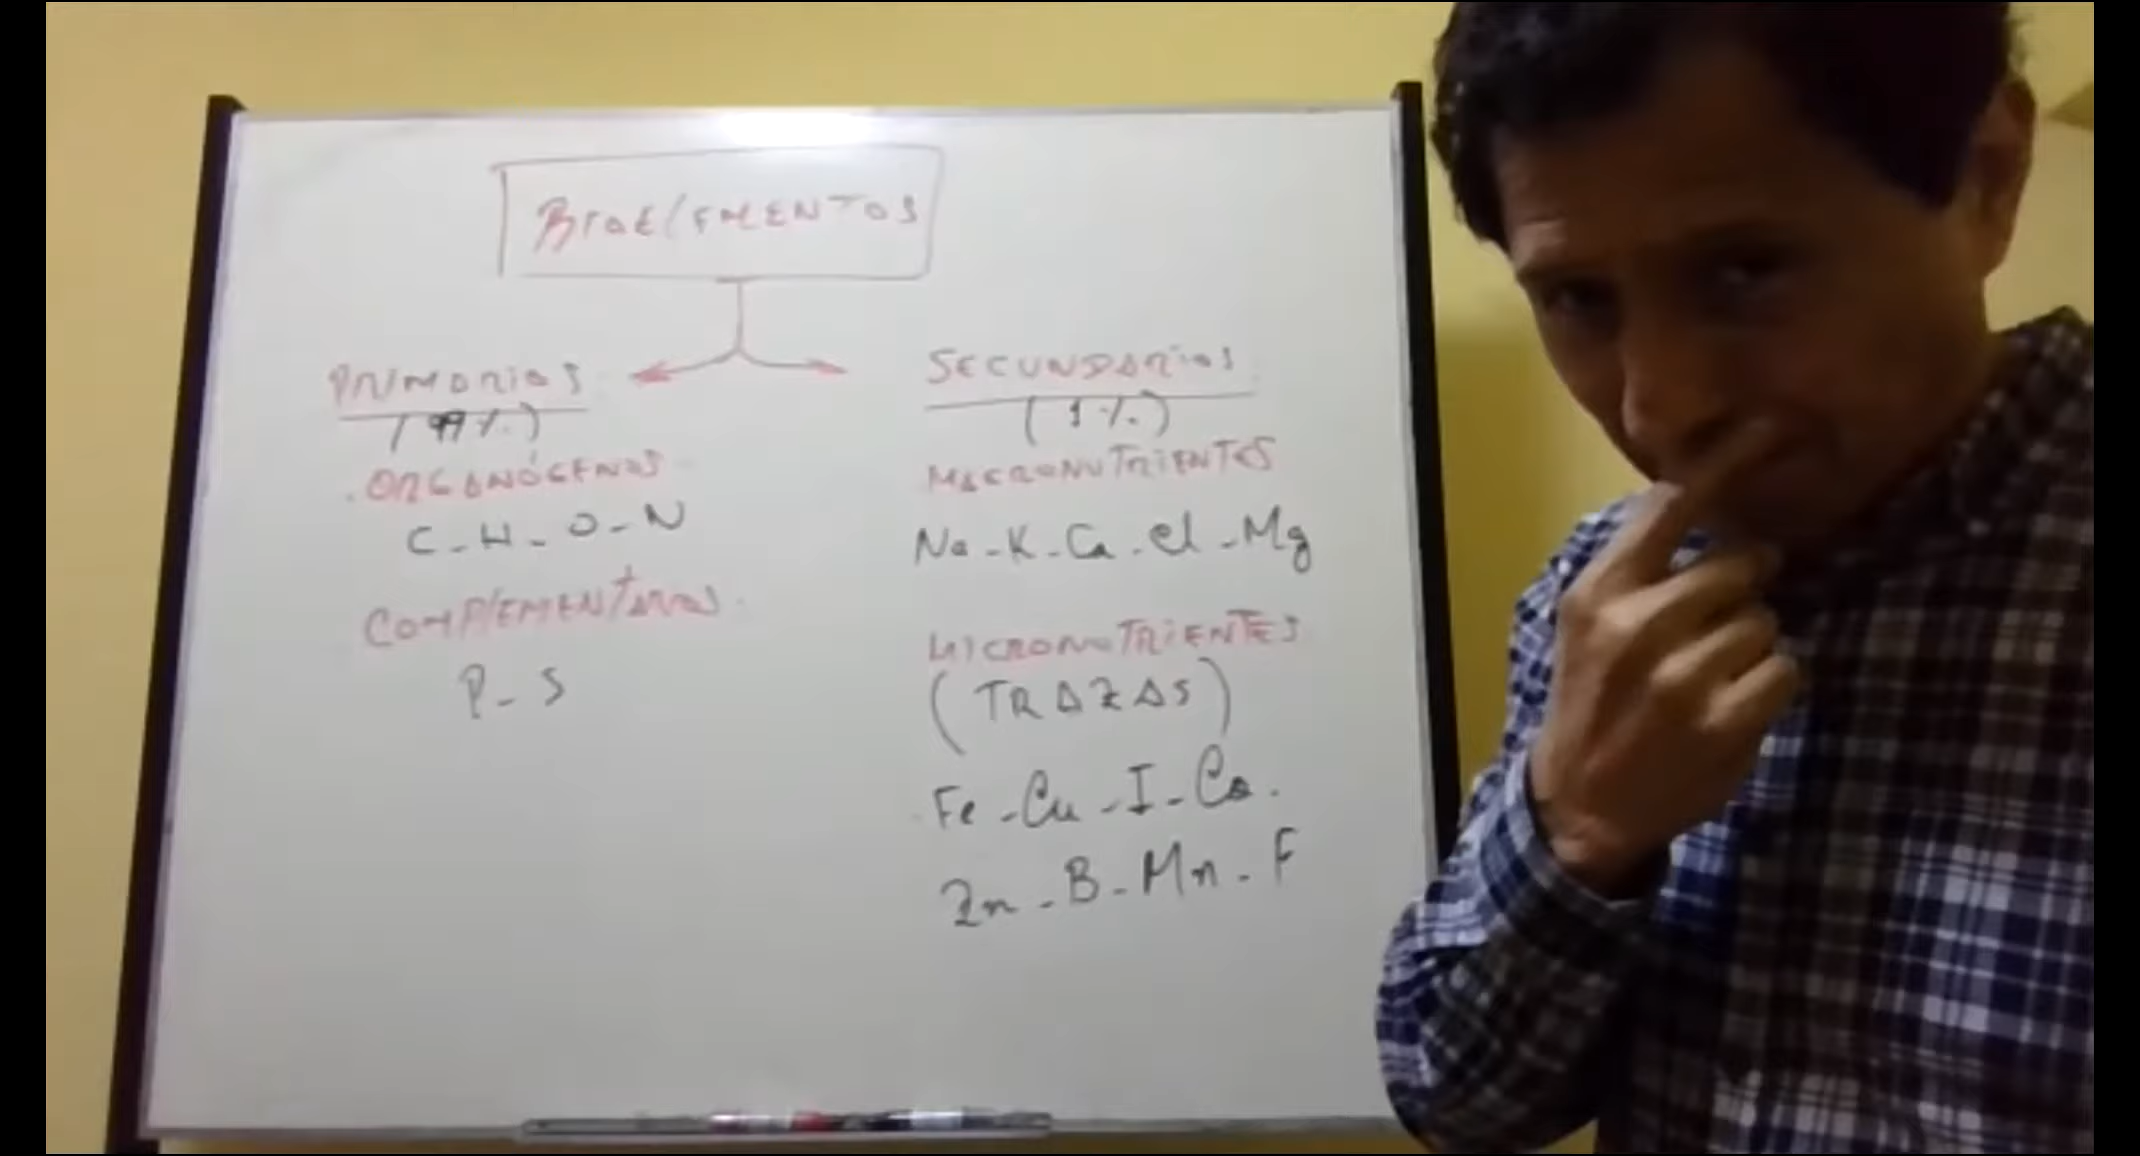 BIOELEMENTOS
PRIMARIOS
(99%)
. ORGANÓGENOS
C - H - O - N
COMPLEMENTARIOS
P - S
SECUNDARIOS
(1%)
MACRONUTRIENTES
Na - K - Ca - Cl - Mg
MICRONUTRIENTES
(TRAZAS)
Fe - Cu - I - Co.
Zn - B - Mn - F